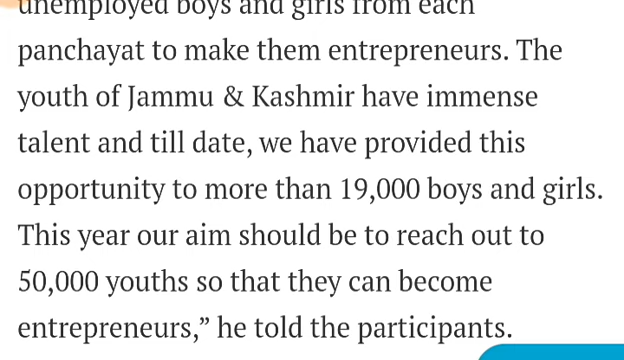 unemployed boys and girls from each
panchayat to make them entrepreneurs. The
youth of Jammu & Kashmir have immense
talent and till date, we have provided this
opportunity to more than 19,000 boys and girls.
This year our aim should be to reach out to
50,000 youths so that they can become
entrepreneurs,” he told the participants.